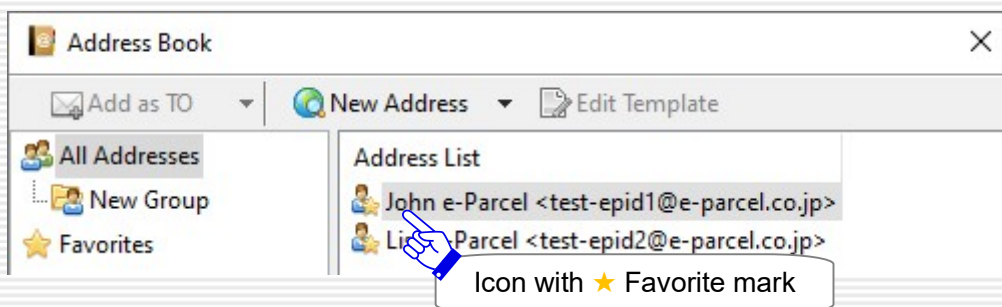 Address Book
Add as TO New Address Edit Template
All Addresses
New Group
Favorites
Address List
John e-Parcel <test-epid1@e-parcel.co.jp>
-Parcel <test-epid2@e-parcel.co.jp>
Icon with ★ Favorite mark